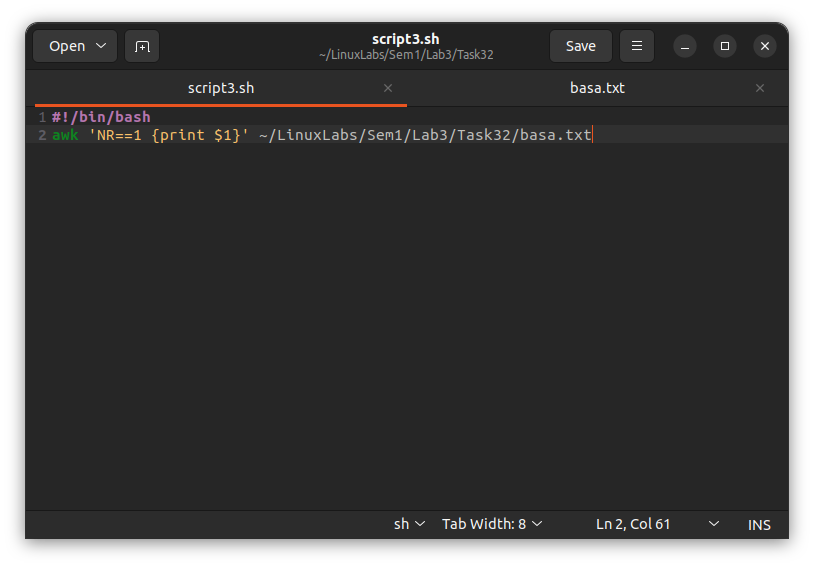 Open
script3.sh
~/LinuxLabs/Sem1/Lab3/Task32
Save
script3.sh
basa.txt
1 #!/bin/bash
2 awk 'NR==1 {print $1}' ~/LinuxLabs/Sem1/Lab3/Task32/basa.txt
sh Tab Width: 8 Ln 2, Col 61 INS